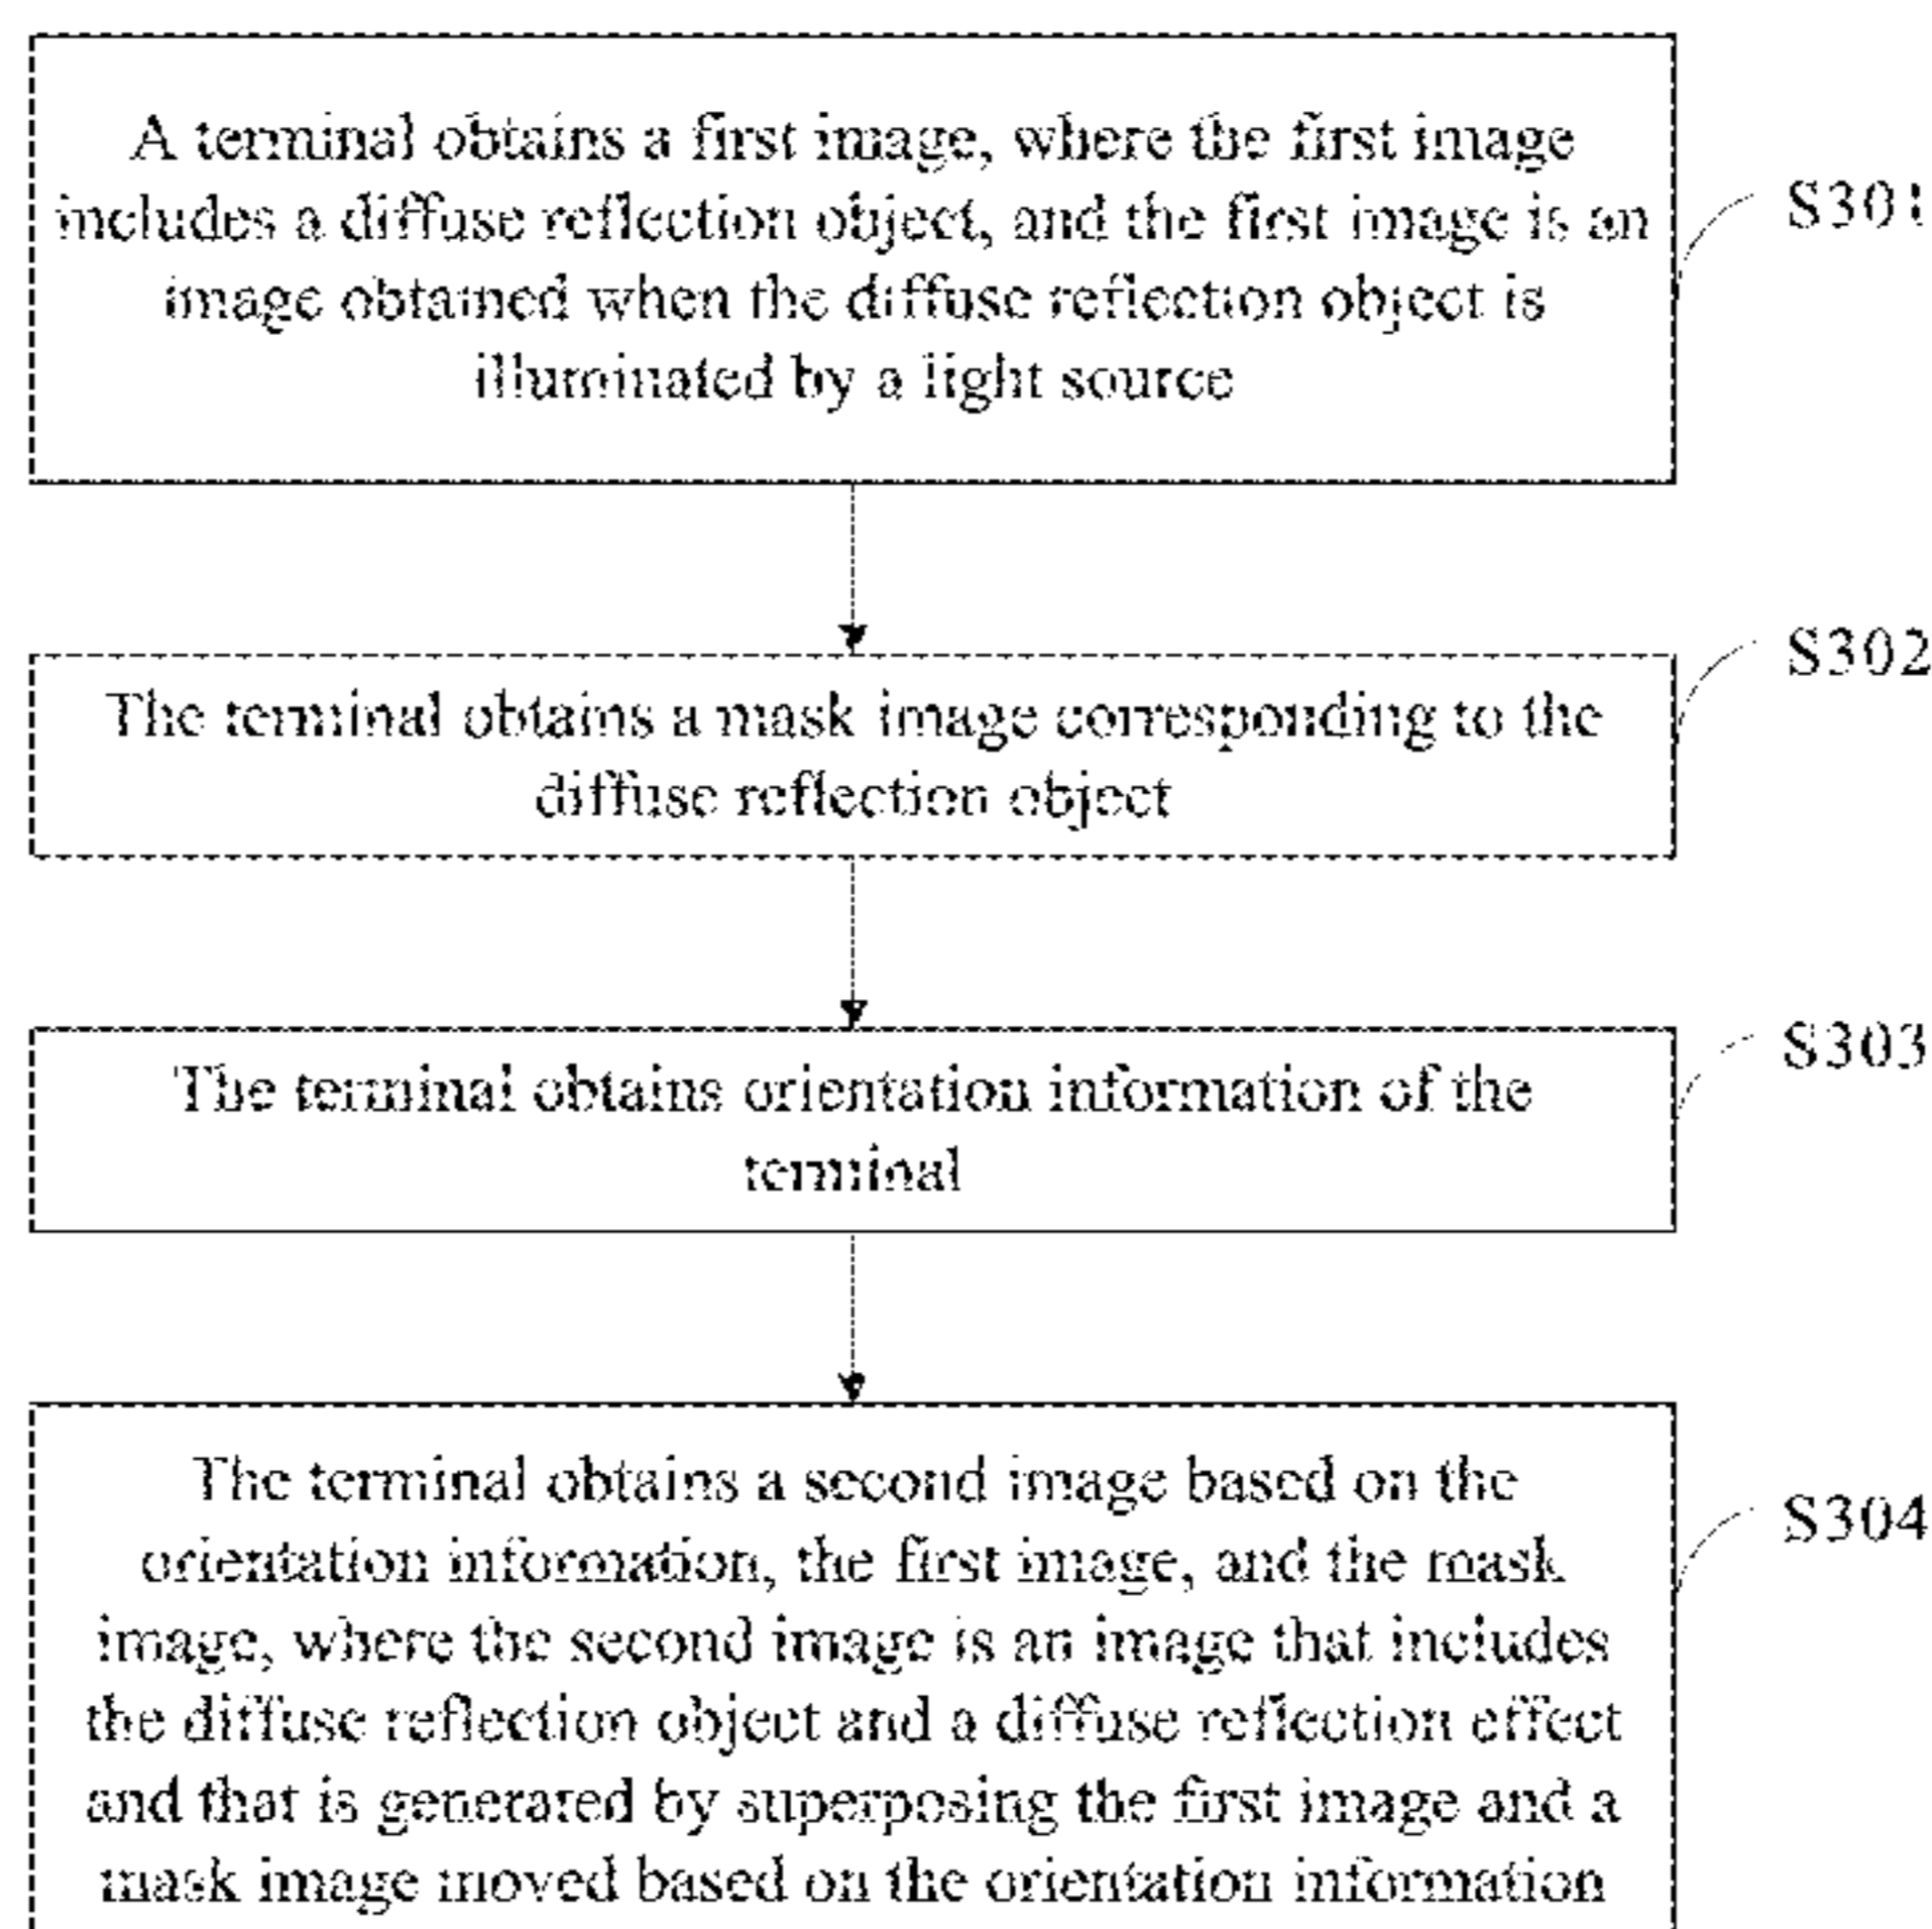 A terminal obtains a first image, where the first image
includes a diffuse reflection object, and the first image is an
image obtained when the diffuse reflection object is
illuminated by a light source
S301
The terminal obtains a mask image corresponding to the
diffuse reflection object
S302
The terminal obtains orientation information of the
terminal
S303
The terminal obtains a second image based on the
orientation information, the first image, and the mask
image, where the second image is an image that includes
the diffuse reflection object and a diffuse reflection effect
and that is generated by superposing the first image and a
mask image moved based on the orientation information
S304